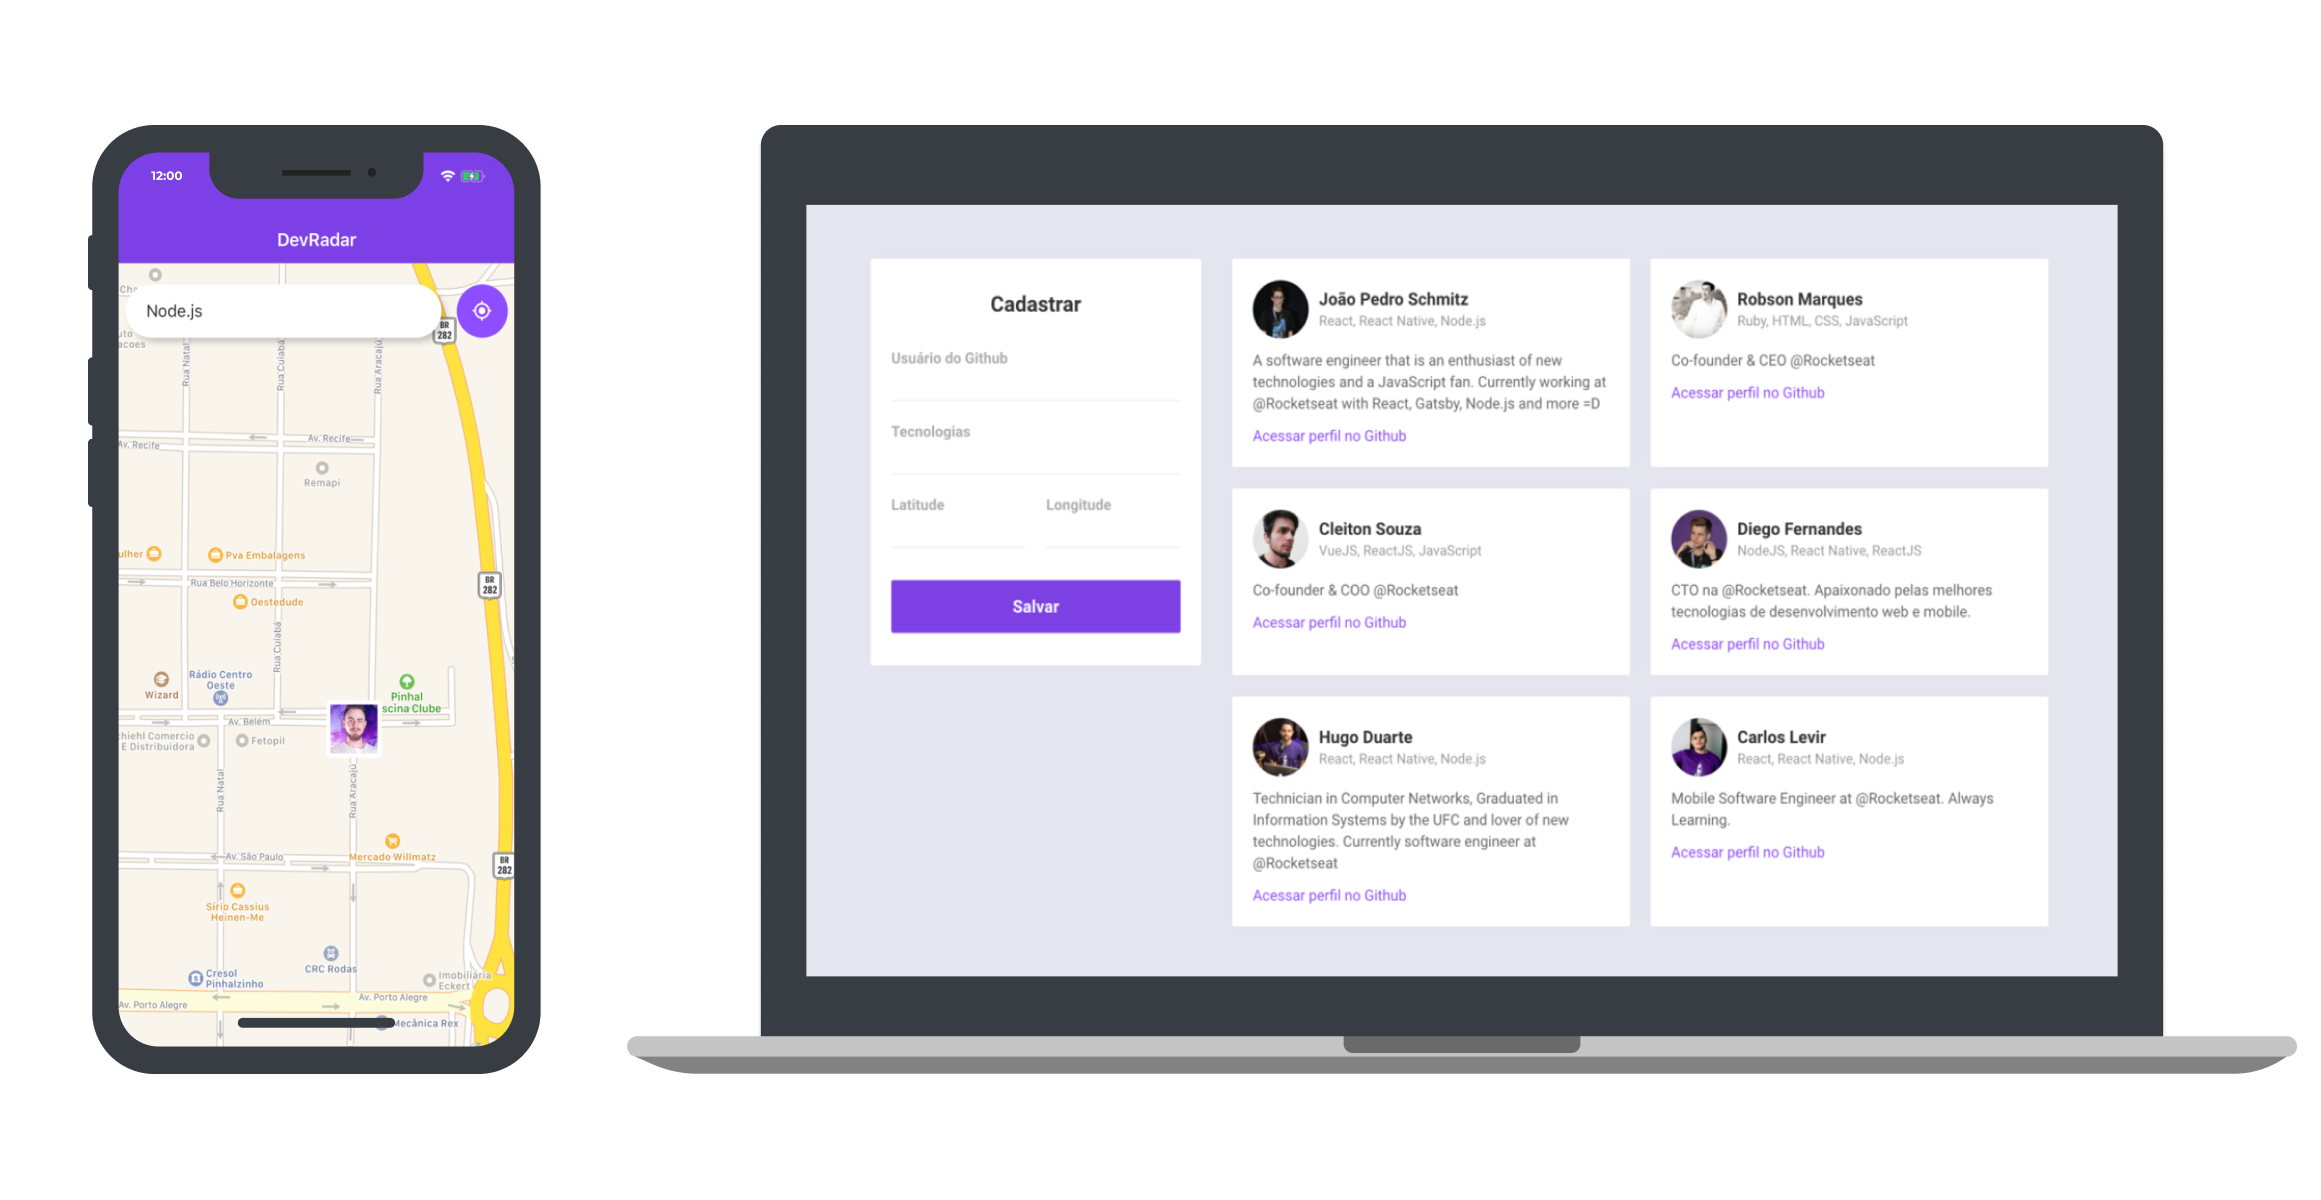 12:00
DevRadar
Node.js
BR
282
Rua Natal
Rua Cuiabá
Rua Aracajú
Av. Recife
Av. Recife
Remapi
Pva Embalagens
Rua Belo Horizonte
BR
282
Oestedude
Rua Cuiabá
Rádio Centro
Oeste
Wizard
Pinhal
scina Clube
Av. Belém
hiehl Comercio
E Distribuidora
Fetopil
Rua Natal
Rua Aracajú
Av. São Paulo
Mercado Willmatz
BR
282
Sirio Cassius
Heinen-Me
CRC Rodas
Cresol
Pinhalzinho
Imobiliária
Eckert
Av. Porto Alegre
Av. Porto Alegre
Mecânica Rex
Cadastrar
Usuário do Github
Tecnologias
Latitude
Longitude
Salvar
João Pedro Schmitz
React, React Native, Node.js
A software engineer that is an enthusiast of new
technologies and a JavaScript fan. Currently working at
@Rocketseat with React, Gatsby, Node.js and more =D
Acessar perfil no Github
Robson Marques
Ruby, HTML, CSS, JavaScript
Co-founder & CEO @Rocketseat
Acessar perfil no Github
Cleiton Souza
VueJS, ReactJS, JavaScript
Co-founder & COO @Rocketseat
Acessar perfil no Github
Diego Fernandes
NodeJS, React Native, ReactJS
CTO na @Rocketseat. Apaixonado pelas melhores
tecnologias de desenvolvimento web e mobile.
Acessar perfil no Github
Hugo Duarte
React, React Native, Node.js
Technician in Computer Networks, Graduated in
Information Systems by the UFC and lover of new
technologies. Currently software engineer at
@Rocketseat
Acessar perfil no Github
Carlos Levir
React, React Native, Node.js
Mobile Software Engineer at @Rocketseat. Always
Learning.
Acessar perfil no Github